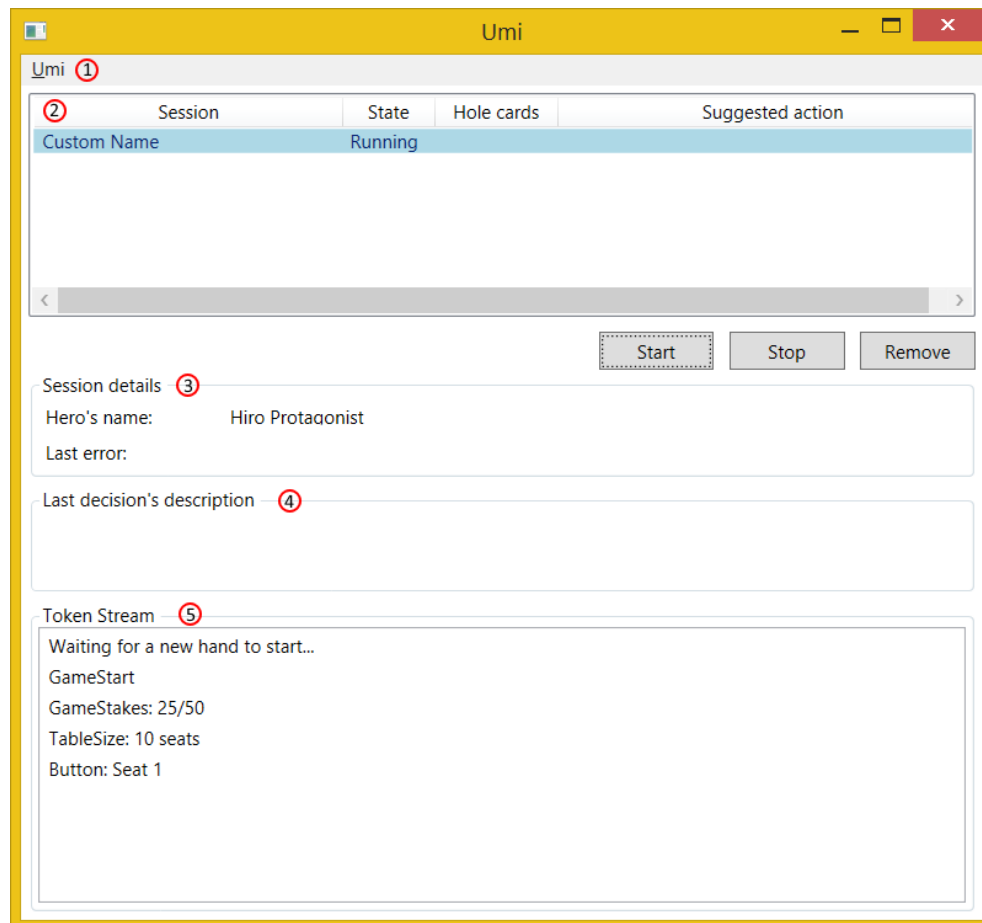 Umi
Umi 1
2 Session State Hole cards Suggested action
Custom Name Running
Start Stop Remove
Session details 3
Hero's name: Hiro Protagonist
Last error:
Last decision's description 4
Token Stream 5
Waiting for a new hand to start...
GameStart
GameStakes: 25/50
TableSize: 10 seats
Button: Seat 1